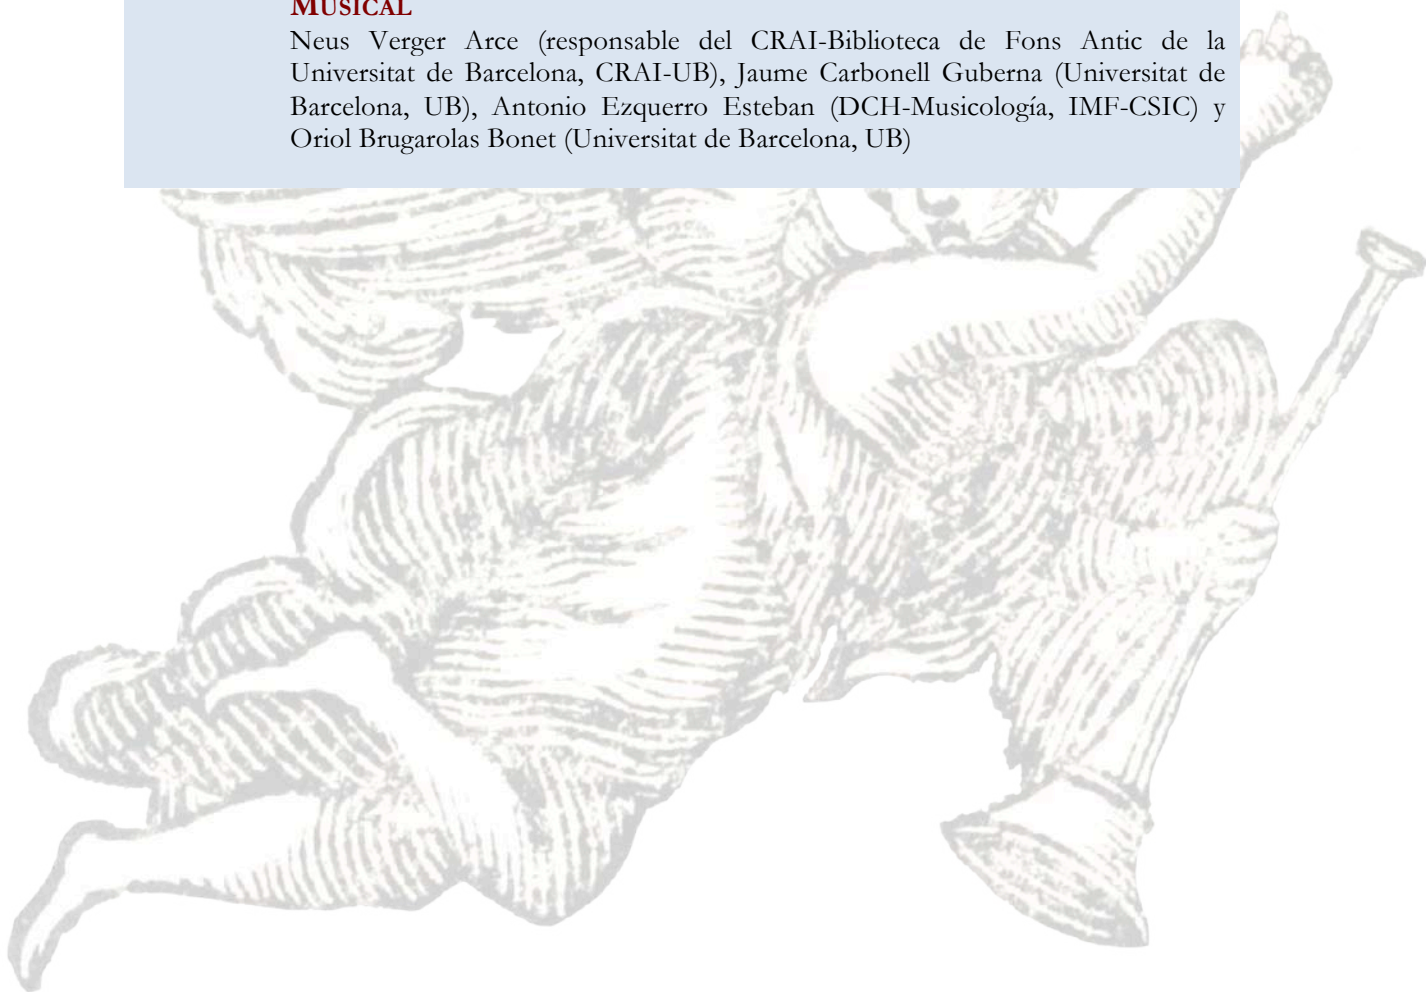 MUSICAL
Neus Verger Arce (responsable del CRAI-Biblioteca de Fons Antic de la
Universitat de Barcelona, CRAI-UB), Jaume Carbonell Guberna (Universitat de
Barcelona, UB), Antonio Ezquerro Esteban (DCH-Musicología, IMF-CSIC) y
Oriol Brugarolas Bonet (Universitat de Barcelona, UB)